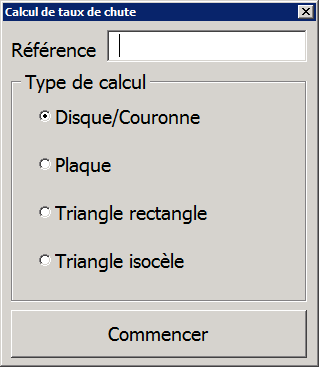 Calcul de taux de chute
Référence
Type de calcul
Disque/Couronne
Plaque
Triangle rectangle
Triangle isocèle
Commencer